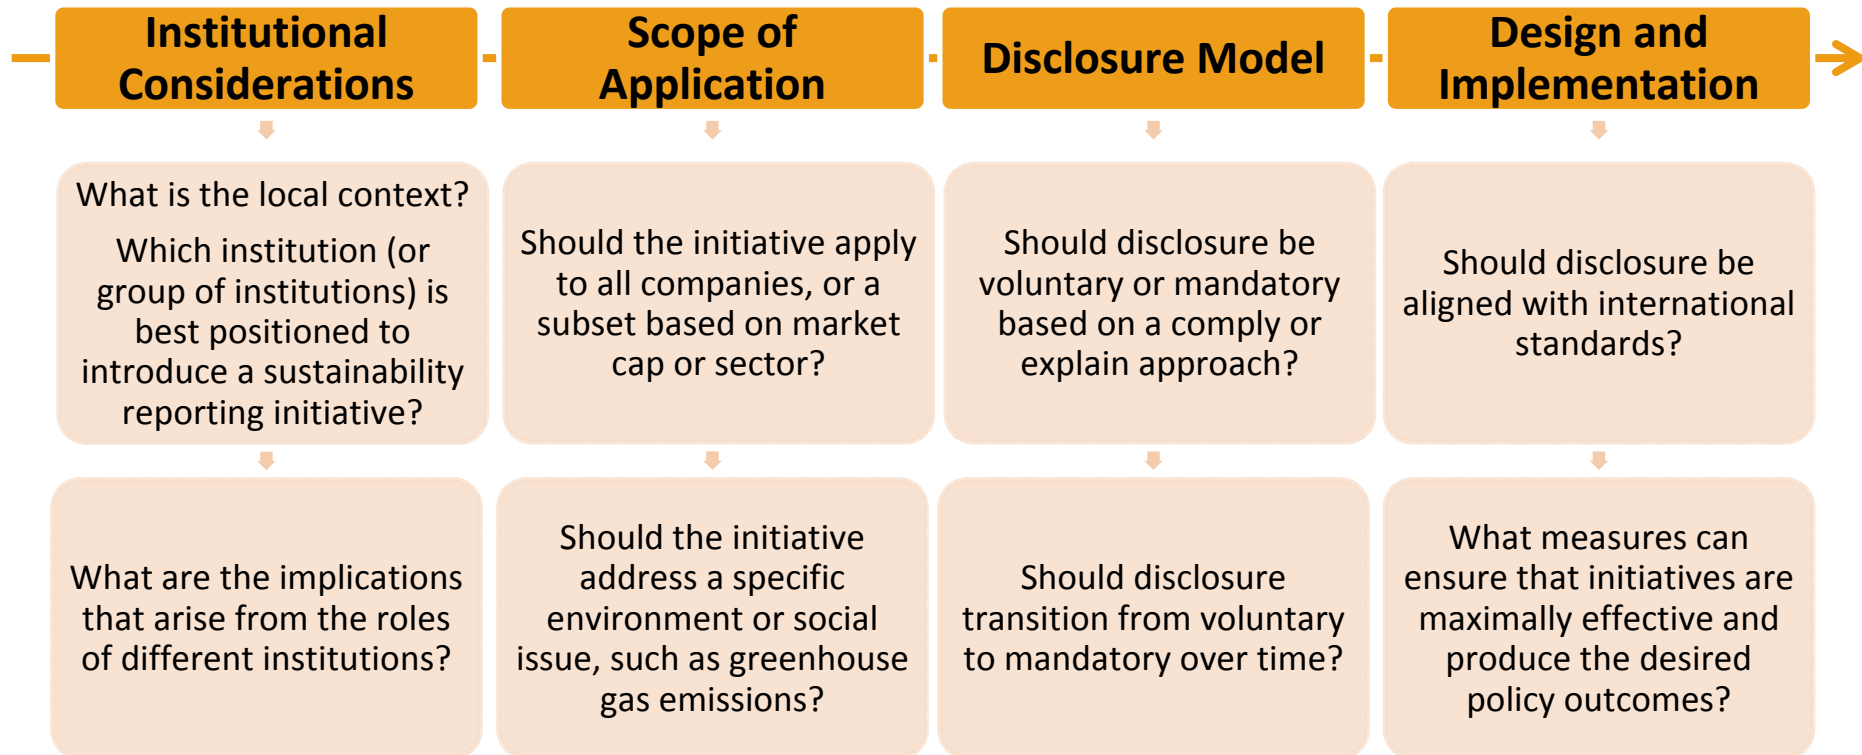 Institutional
Considerations
What is the local context?
Which institution (or
group of institutions) is
best positioned to
introduce a sustainability
reporting initiative?
What are the implications
that arise from the roles
of different institutions?
Scope of
Application
Should the initiative apply
to all companies, or a
subset based on market
cap or sector?
Should the initiative
address a specific
environment or social
issue, such as greenhouse
gas emissions?
Disclosure Model
Should disclosure be
voluntary or mandatory
based on a comply or
explain approach?
Should disclosure
transition from voluntary
to mandatory over time?
Design and
Implementation
Should disclosure be
aligned with international
standards?
What measures can
ensure that initiatives are
maximally effective and
produce the desired
policy outcomes?